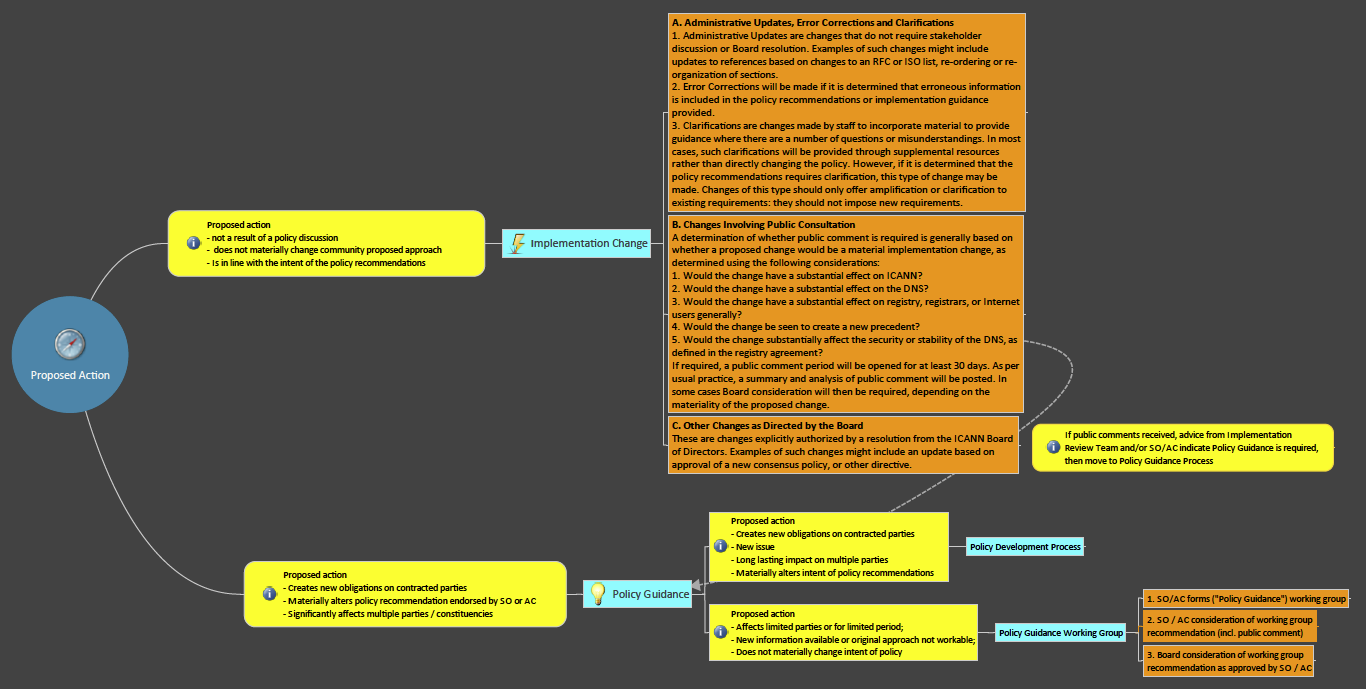 A. Administrative Updates, Error Corrections and Clarifications
1. Administrative Updates are changes that do not require stakeholder
discussion or Board resolution. Examples of such changes might include
updates to references based on changes to an RFC or ISO list, re-ordering or re-
organization of sections.
2. Error Corrections will be made if it is determined that erroneous information
is included in the policy recommendations or implementation guidance
provided.
3. Clarifications are changes made by staff to incorporate material to provide
guidance where there are a number of questions or misunderstandings. In most
cases, such clarifications will be provided through supplemental resources
rather than directly changing the policy. However, if it is determined that the
policy recommendations requires clarification, this type of change may be
made. Changes of this type should only offer amplification or clarification to
existing requirements: they should not impose new requirements.
Proposed action
- not a result of a policy discussion
- does not materially change community proposed approach
- Is in line with the intent of the policy recommendations
Implementation Change
B. Changes Involving Public Consultation
A determination of whether public comment is required is generally based on
whether a proposed change would be a material implementation change, as
determined using the following considerations:
1. Would the change have a substantial effect on ICANN?
2. Would the change have a substantial effect on the DNS?
3. Would the change have a substantial effect on registry, registrars, or Internet
users generally?
4. Would the change be seen to create a new precedent?
5. Would the change substantially affect the security or stability of the DNS, as
defined in the registry agreement?
If required, a public comment period will be opened for at least 30 days. As per
usual practice, a summary and analysis of public comment will be posted. In
some cases Board consideration will then be required, depending on the
materiality of the proposed change.
Proposed Action
C. Other Changes as Directed by the Board
These are changes explicitly authorized by a resolution from the ICANN Board
of Directors. Examples of such changes might include an update based on
approval of a new consensus policy, or other directive.
If public comments received, advice from Implementation
Review Team and/or SO/AC indicate Policy Guidance is required,
then move to Policy Guidance Process
Proposed action
- Creates new obligations on contracted parties
- New issue
- Long lasting impact on multiple parties
- Materially alters intent of policy recommendations
Policy Development Process
Proposed action
- Creates new obligations on contracted parties
- Materially alters policy recommendation endorsed by SO or AC
- Significantly affects multiple parties / constituencies
Policy Guidance
Proposed action
- Affects limited parties or for limited period;
- New information available or original approach not workable;
- Does not materially change intent of policy
Policy Guidance Working Group
1. SO/AC forms ("Policy Guidance") working group
2. SO / AC consideration of working group
recommendation (incl. public comment)
3. Board consideration of working group
recommendation as approved by SO / AC